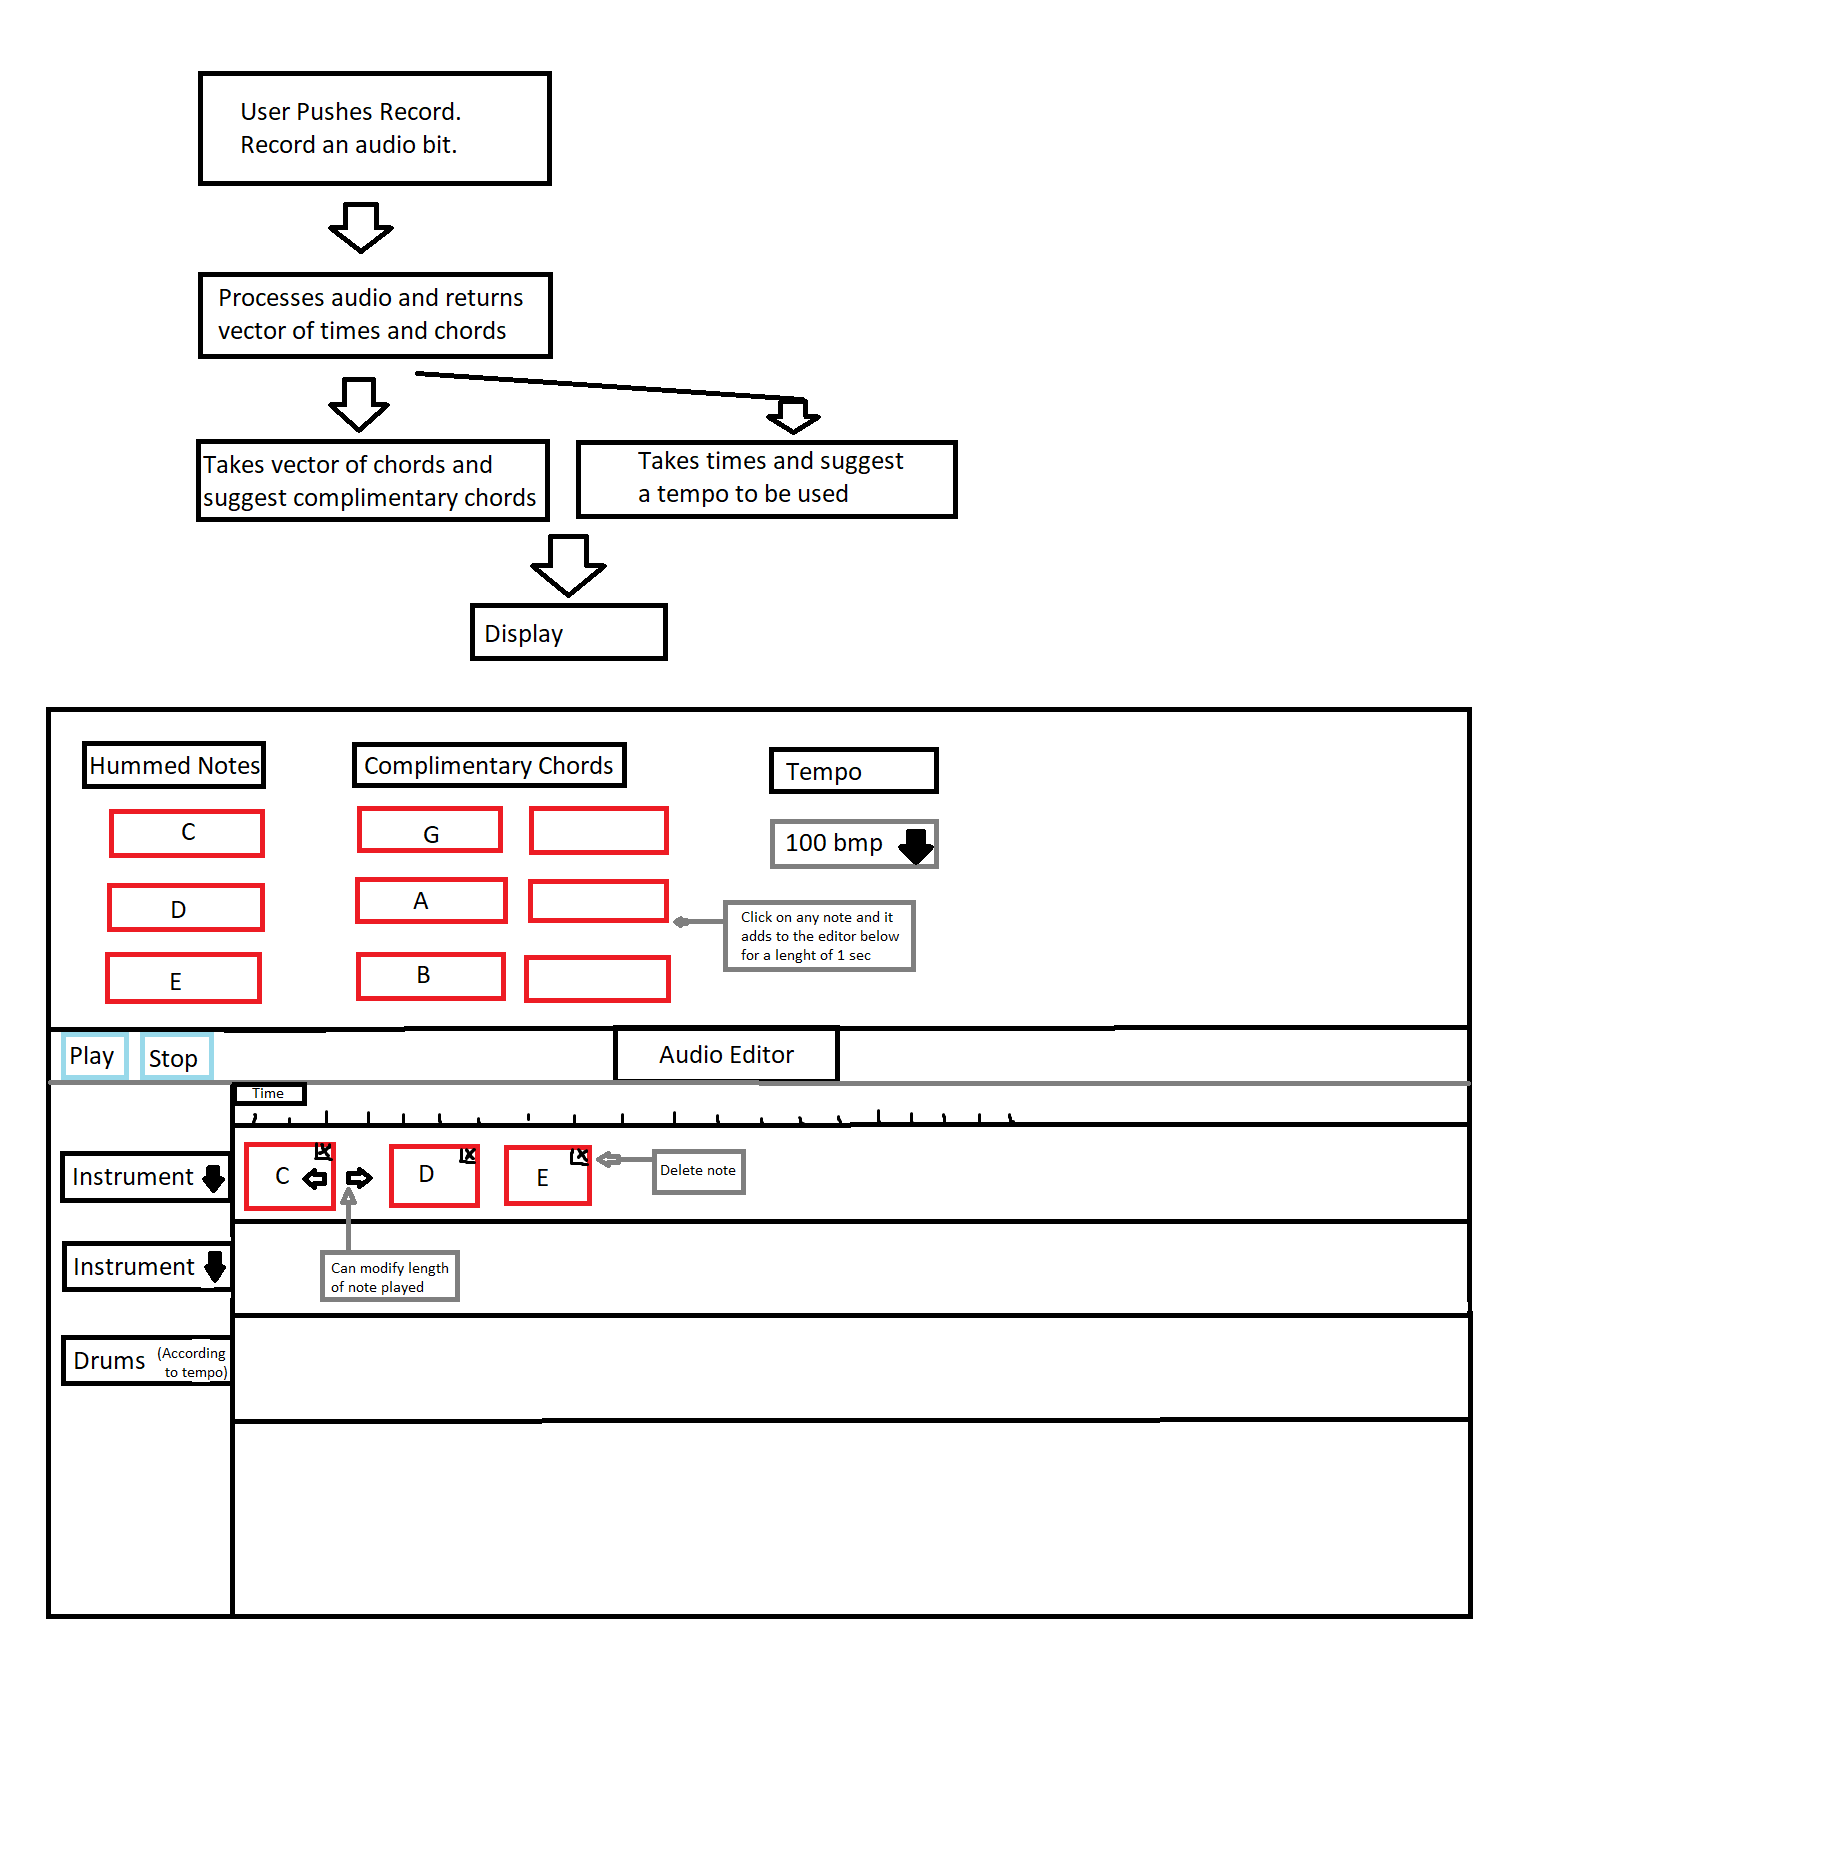 User Pushes Record.
Record an audio bit.
Processes audio and returns
vector of times and chords
Takes vector of chords and
suggest complimentary chords
Takes times and suggest
a tempo to be used
Display
Hummed Notes
Complimentary Chords
Tempo
C
G
100 bmp
D
A
Click on any note and it
adds to the editor below
for a lenght of 1 sec
E
B
Play
Stop
Audio Editor
Time
Instrument
C
x
D
x
E
x
Delete note
Instrument
Can modify length
of note played
Drums
(According
to tempo)